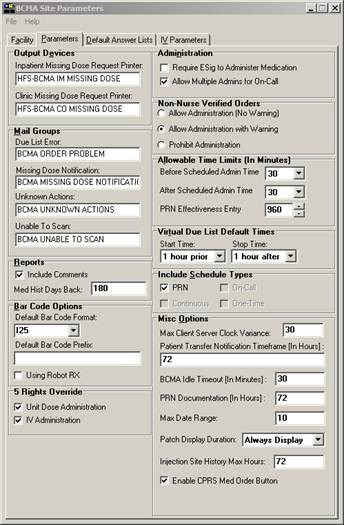 BCMA Site Parameters
File Help
Facility Parameters Default Answer Lists IV Parameters
Output Devices
Inpatient Missing Dose Request Printer:
HFS-BCMA IM MISSING DOSE
Clinic Missing Dose Request Printer:
HFS-BCMA CO MISSING DOSE
Mail Groups
Due List Error:
BCMA ORDER PROBLEM
Missing Dose Notification:
BCMA MISSING DOSE NOTIFICATIO
Unknown Actions:
BCMA UNKNOWN ACTIONS
Unable To Scan:
BCMA UNABLE TO SCAN
Reports
Include Comments
Med Hist Days Back: 180
Bar Code Options
Default Bar Code Format:
I25
Default Bar Code Prefix:
Using Robot RX
5 Rights Override
Unit Dose Administration
IV Administration
Administration
Require ESig to Administer Medication
Allow Multiple Admins for On-Call
Non-Nurse Verified Orders
Allow Administration (No Warning)
Allow Administration with Warning
Prohibit Administration
Allowable Time Limits (In Minutes)
Before Scheduled Admin Time 30
After Scheduled Admin Time 30
PRN Effectiveness Entry 960
Virtual Due List Default Times
Start Time: Stop Time:
1 hour prior 1 hour after
Include Schedule Types
PRN On-Call
Continuous One-Time
Misc Options
Max Client Server Clock Variance: 30
Patient Transfer Notification Timeframe [In Hours] :
72
BCMA Idle Timeout [In Minutes] : 30
PRN Documentation [In Hours] : 72
Max Date Range: 10
Patch Display Duration: Always Display
Injection Site History Max Hours: 72
Enable CPRS Med Order Button